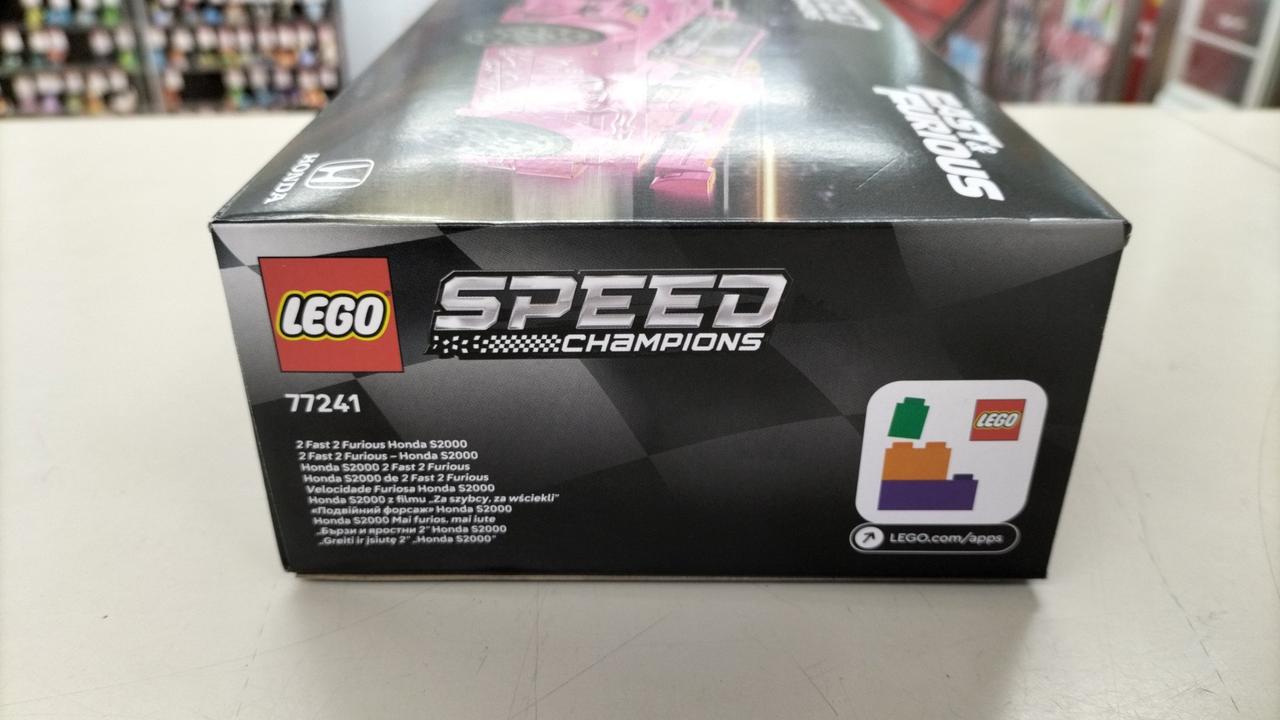 HONDA
FAST & FURIOUS
LEGO
SPEED
CHAMPIONS
77241
2 Fast 2 Furious Honda S2000
2 Fast 2 Furious – Honda S2000
Honda S2000 2 Fast 2 Furious
Honda S2000 de 2 Fast 2 Furious
Velocidade Furiosa Honda S2000
Honda S2000 z filmu „Za szybcy, za wściekli”
«Подвійний форсаж» Honda S2000
Honda S2000 Mai furios, mai iute
„Бързи и яростни 2“ Honda S2000
„Greiti ir įsiutę 2“ „Honda S2000“
LEGO
LEGO.com/apps